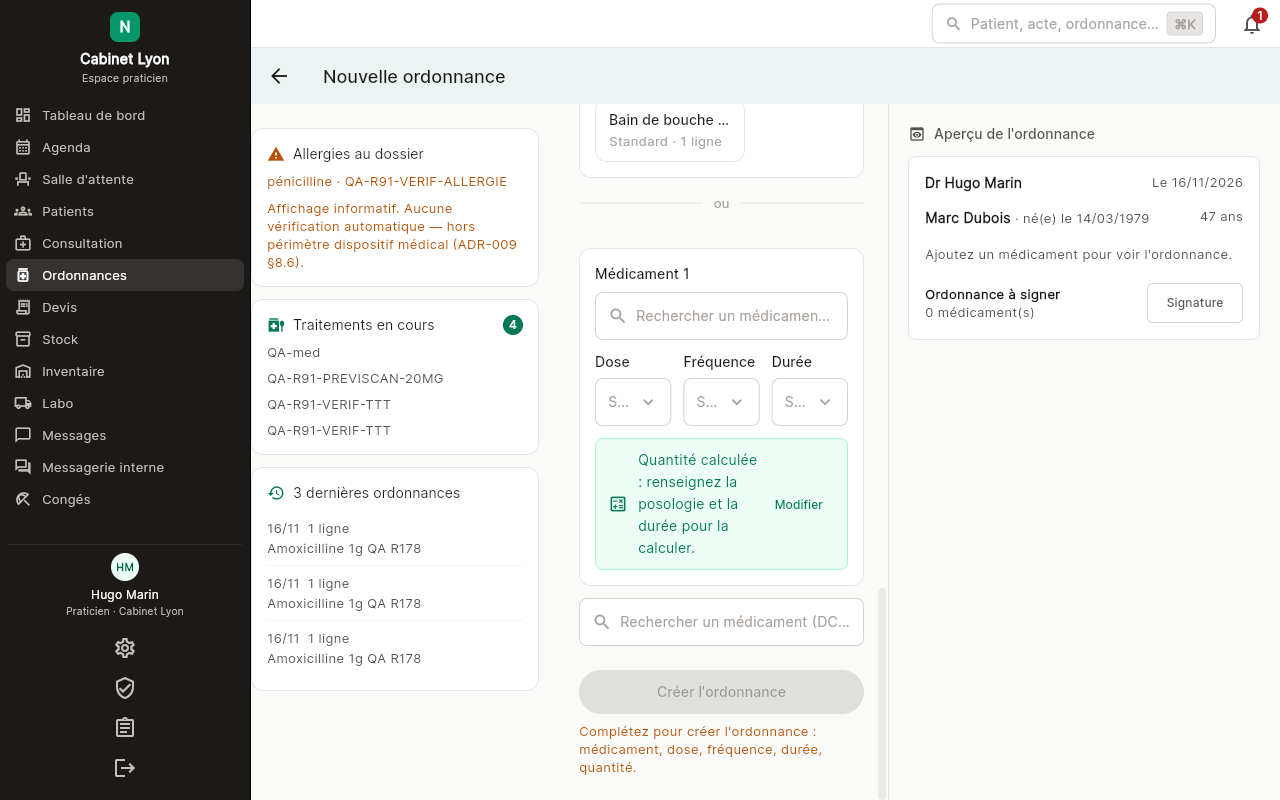 N
Cabinet Lyon
Espace praticien
Tableau de bord
Agenda
Salle d'attente
Patients
Consultation
Ordonnances
Devis
Stock
Inventaire
Labo
Messages
Messagerie interne
Congés
HM
Hugo Marin
Praticien · Cabinet Lyon
Patient, acte, ordonnance... ⌘K
1
Nouvelle ordonnance
Allergies au dossier
pénicilline · QA-R91-VERIF-ALLERGIE
Affichage informatif. Aucune
vérification automatique — hors
périmètre dispositif médical (ADR-009
§8.6).
Traitements en cours 4
QA-med
QA-R91-PREVISCAN-20MG
QA-R91-VERIF-TTT
QA-R91-VERIF-TTT
3 dernières ordonnances
16/11 1 ligne
Amoxicilline 1g QA R178
16/11 1 ligne
Amoxicilline 1g QA R178
16/11 1 ligne
Amoxicilline 1g QA R178
Bain de bouche ...
Standard · 1 ligne
ou
Médicament 1
Rechercher un médicamen...
Dose Fréquence Durée
S... S... S...
Quantité calculée
: renseignez la
posologie et la
durée pour la
calculer.
Modifier
Rechercher un médicament (DC...
Créer l'ordonnance
Complétez pour créer l'ordonnance :
médicament, dose, fréquence, durée,
quantité.
Aperçu de l'ordonnance
Dr Hugo Marin Le 16/11/2026
Marc Dubois · né(e) le 14/03/1979 47 ans
Ajoutez un médicament pour voir l'ordonnance.
Ordonnance à signer
0 médicament(s)
Signature